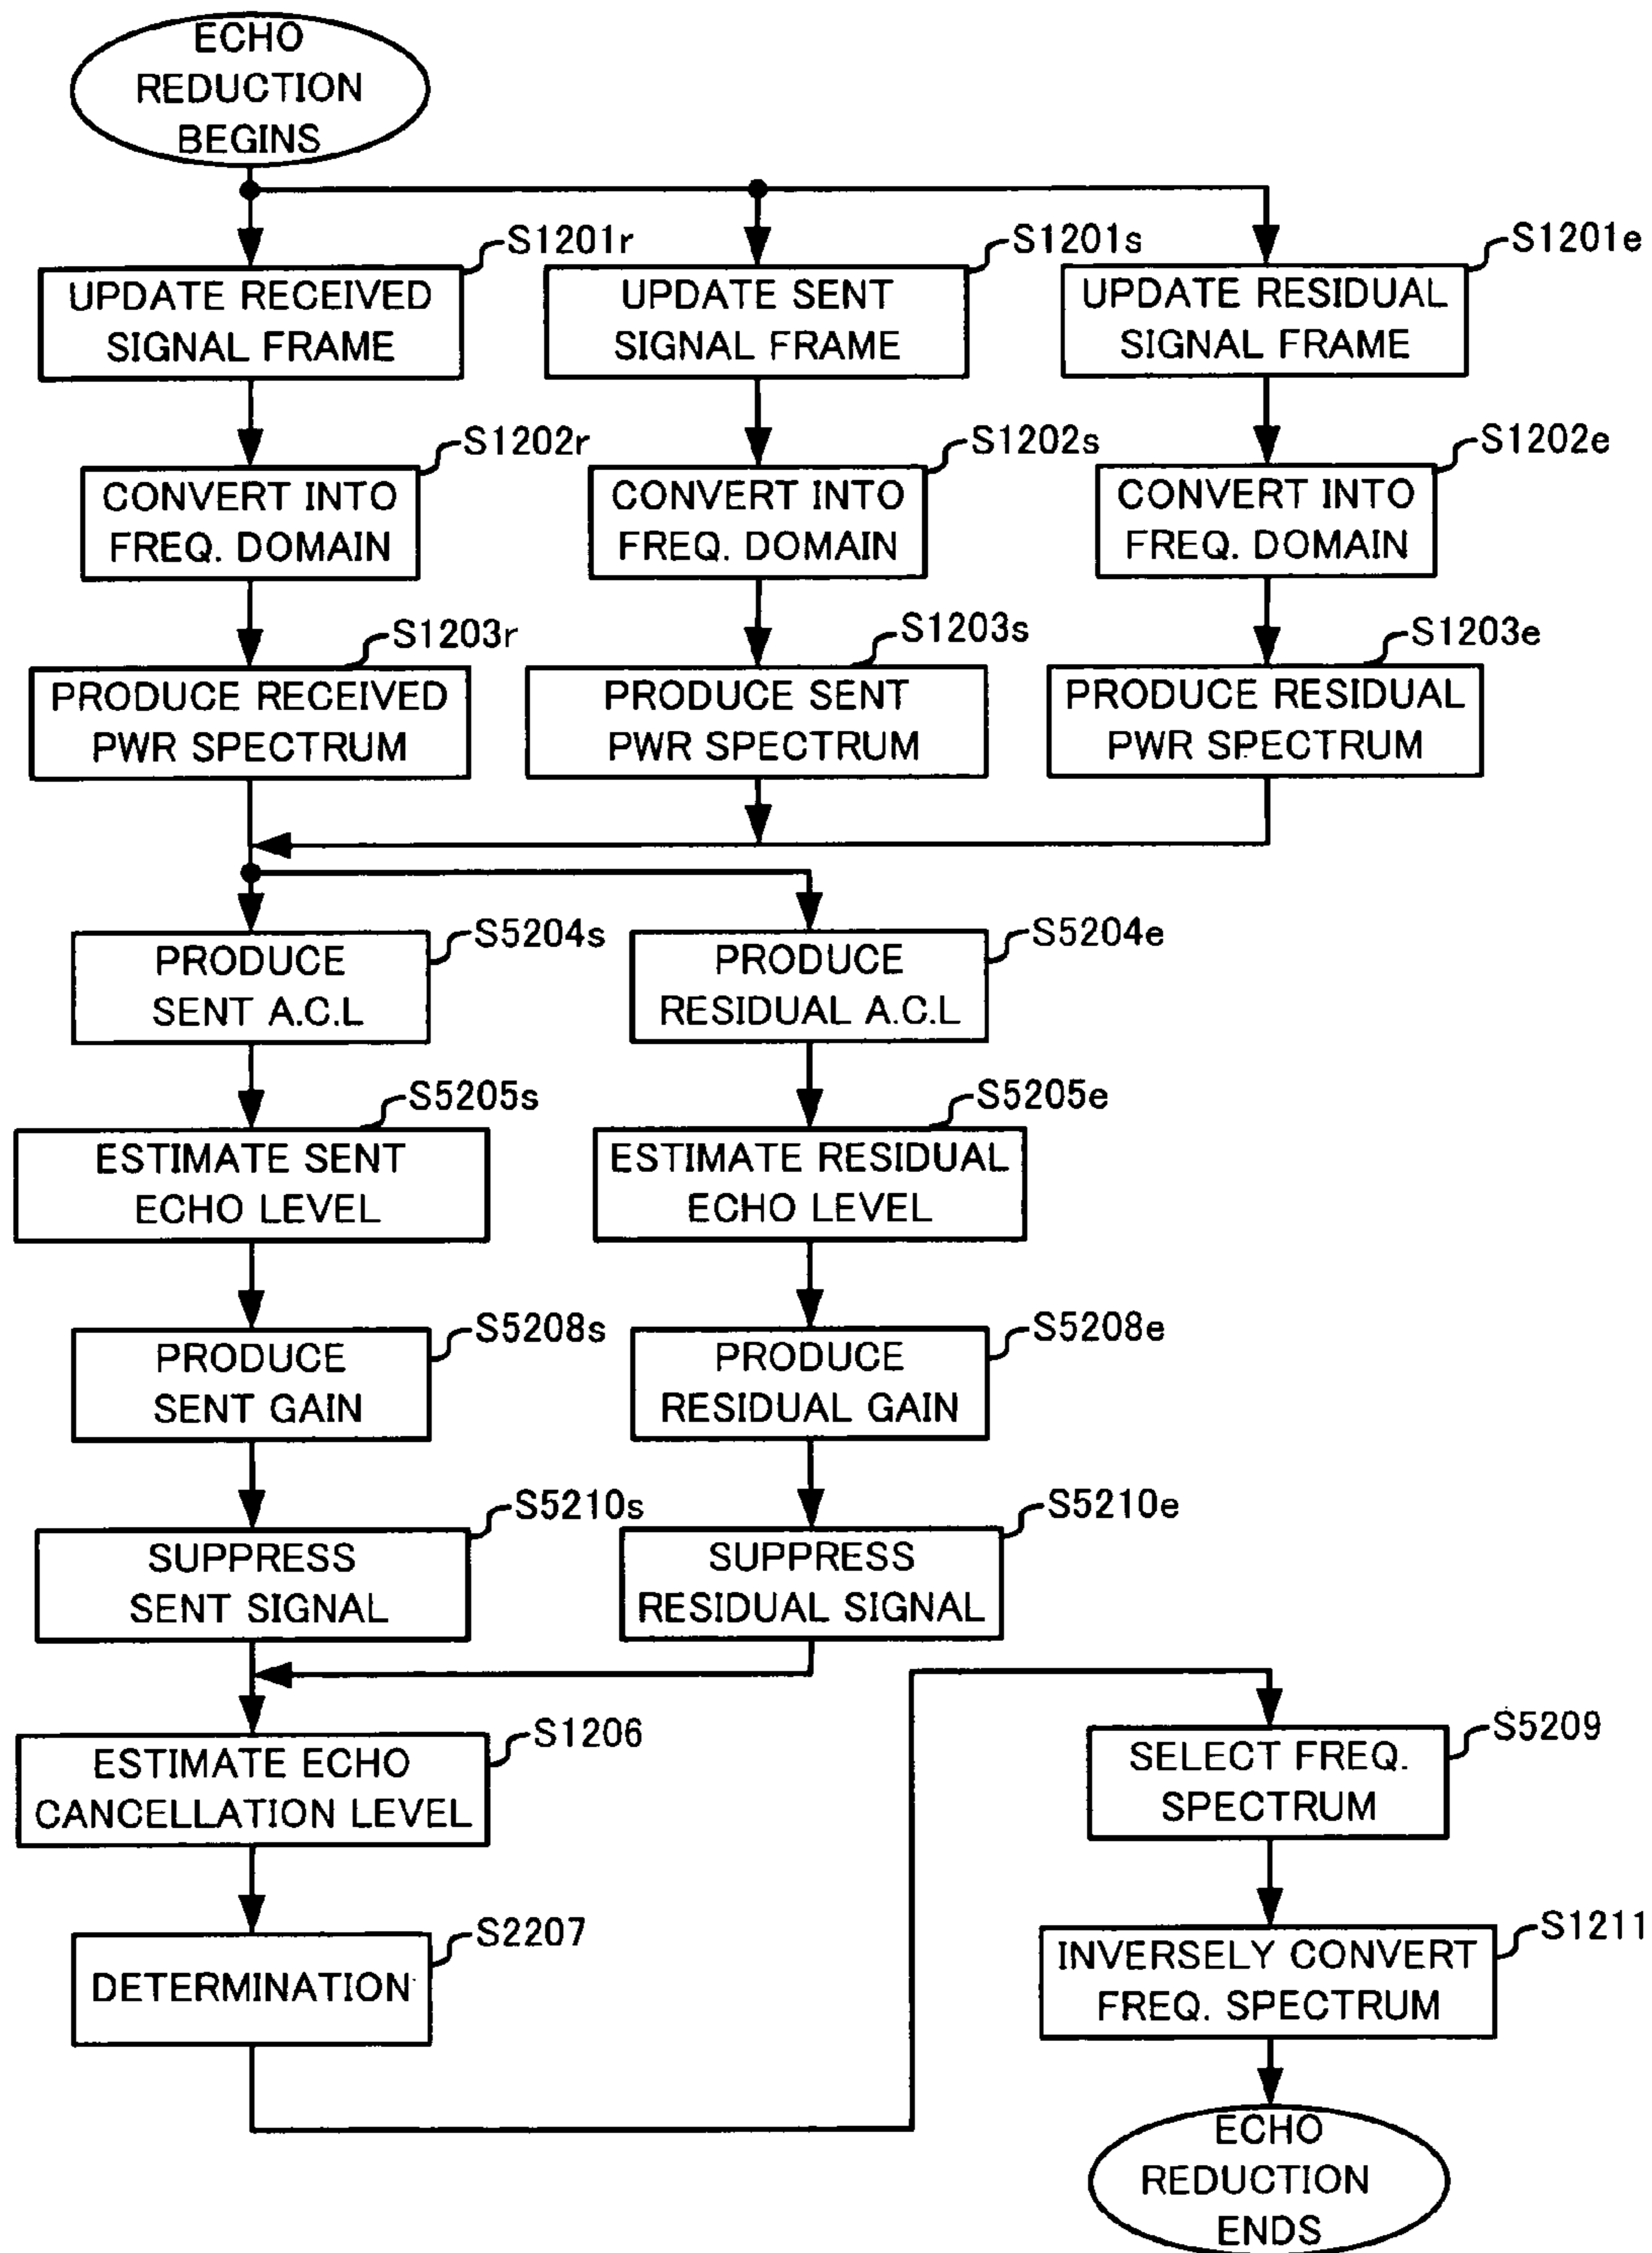 ECHO
REDUCTION
BEGINS
S1201r
UPDATE RECEIVED
SIGNAL FRAME
S1201s
UPDATE SENT
SIGNAL FRAME
S1201e
UPDATE RESIDUAL
SIGNAL FRAME
S1202r
CONVERT INTO
FREQ. DOMAIN
S1202s
CONVERT INTO
FREQ. DOMAIN
S1202e
CONVERT INTO
FREQ. DOMAIN
S1203r
PRODUCE RECEIVED
PWR SPECTRUM
S1203s
PRODUCE SENT
PWR SPECTRUM
S1203e
PRODUCE RESIDUAL
PWR SPECTRUM
S5204s
PRODUCE
SENT A.C.L
S5204e
PRODUCE
RESIDUAL A.C.L
S5205s
ESTIMATE SENT
ECHO LEVEL
S5205e
ESTIMATE RESIDUAL
ECHO LEVEL
S5208s
PRODUCE
SENT GAIN
S5208e
PRODUCE
RESIDUAL GAIN
S5210s
SUPPRESS
SENT SIGNAL
S5210e
SUPPRESS
RESIDUAL SIGNAL
S1206
ESTIMATE ECHO
CANCELLATION LEVEL
S2207
DETERMINATION
S5209
SELECT FREQ.
SPECTRUM
S1211
INVERSELY CONVERT
FREQ. SPECTRUM
ECHO
REDUCTION
ENDS